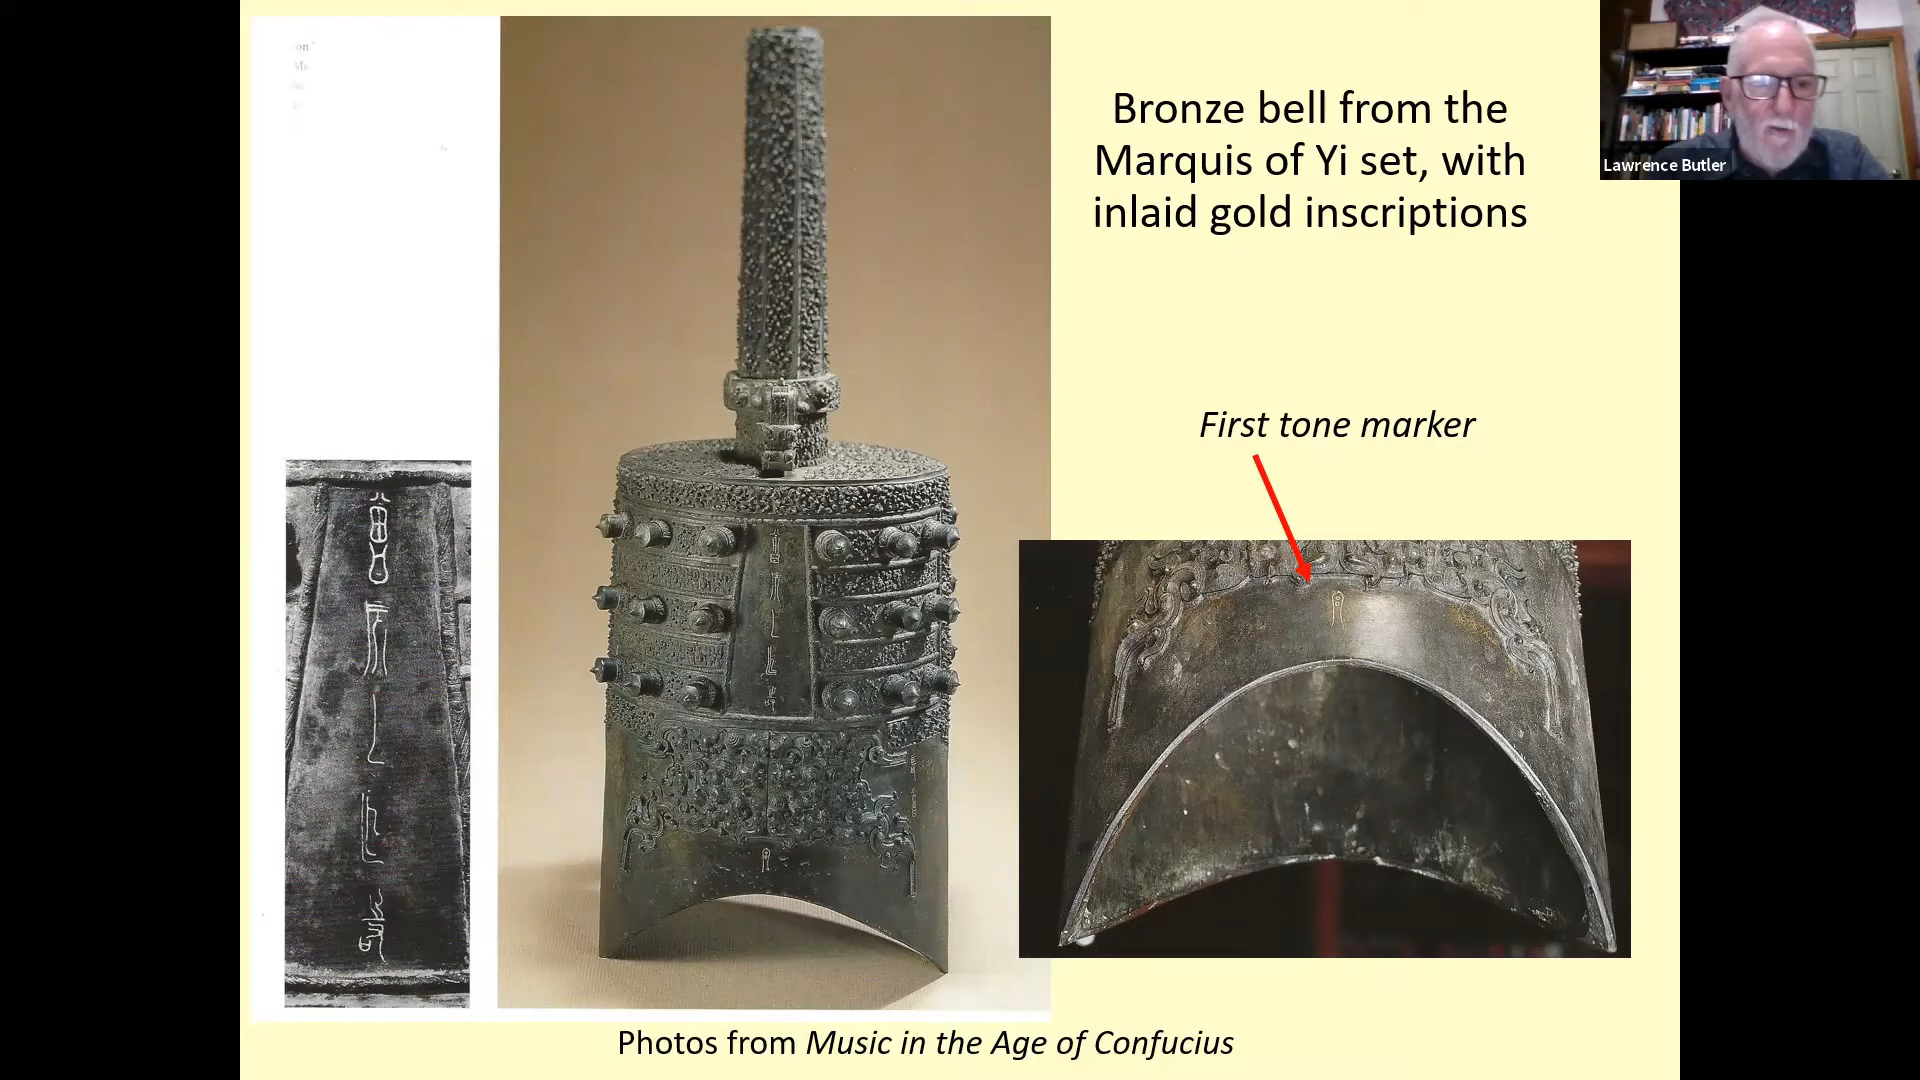 Bronze bell from the
Marquis of Yi set, with
inlaid gold inscriptions
Lawrence Butler
First tone marker
Photos from Music in the Age of Confucius